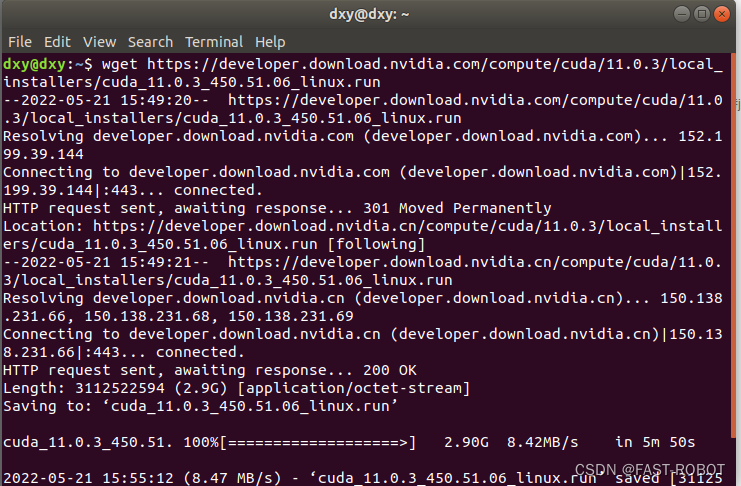 dxy@dxy: ~
File Edit View Search Terminal Help
dxy@dxy:~$ wget https://developer.download.nvidia.com/compute/cuda/11.0.3/local_
installers/cuda_11.0.3_450.51.06_linux.run
--2022-05-21 15:49:20--  https://developer.download.nvidia.com/compute/cuda/11.0
.3/local_installers/cuda_11.0.3_450.51.06_linux.run
Resolving developer.download.nvidia.com (developer.download.nvidia.com)... 152.1
99.39.144
Connecting to developer.download.nvidia.com (developer.download.nvidia.com)|152.
199.39.144|:443... connected.
HTTP request sent, awaiting response... 301 Moved Permanently
Location: https://developer.download.nvidia.cn/compute/cuda/11.0.3/local_install
ers/cuda_11.0.3_450.51.06_linux.run [following]
--2022-05-21 15:49:21--  https://developer.download.nvidia.cn/compute/cuda/11.0.
3/local_installers/cuda_11.0.3_450.51.06_linux.run
Resolving developer.download.nvidia.cn (developer.download.nvidia.cn)... 150.138
.231.66, 150.138.231.68, 150.138.231.69
Connecting to developer.download.nvidia.cn (developer.download.nvidia.cn)|150.13
8.231.66|:443... connected.
HTTP request sent, awaiting response... 200 OK
Length: 3112522594 (2.9G) [application/octet-stream]
Saving to: ‘cuda_11.0.3_450.51.06_linux.run’
cuda_11.0.3_450.51. 100%[===================>]   2.90G  8.42MB/s    in 5m 50s
2022-05-21 15:55:12 (8.47 MB/s) - ‘cuda_11.0.3_450.51.06_linux.run’ saved [31125
CSDN @FAST-ROBOT